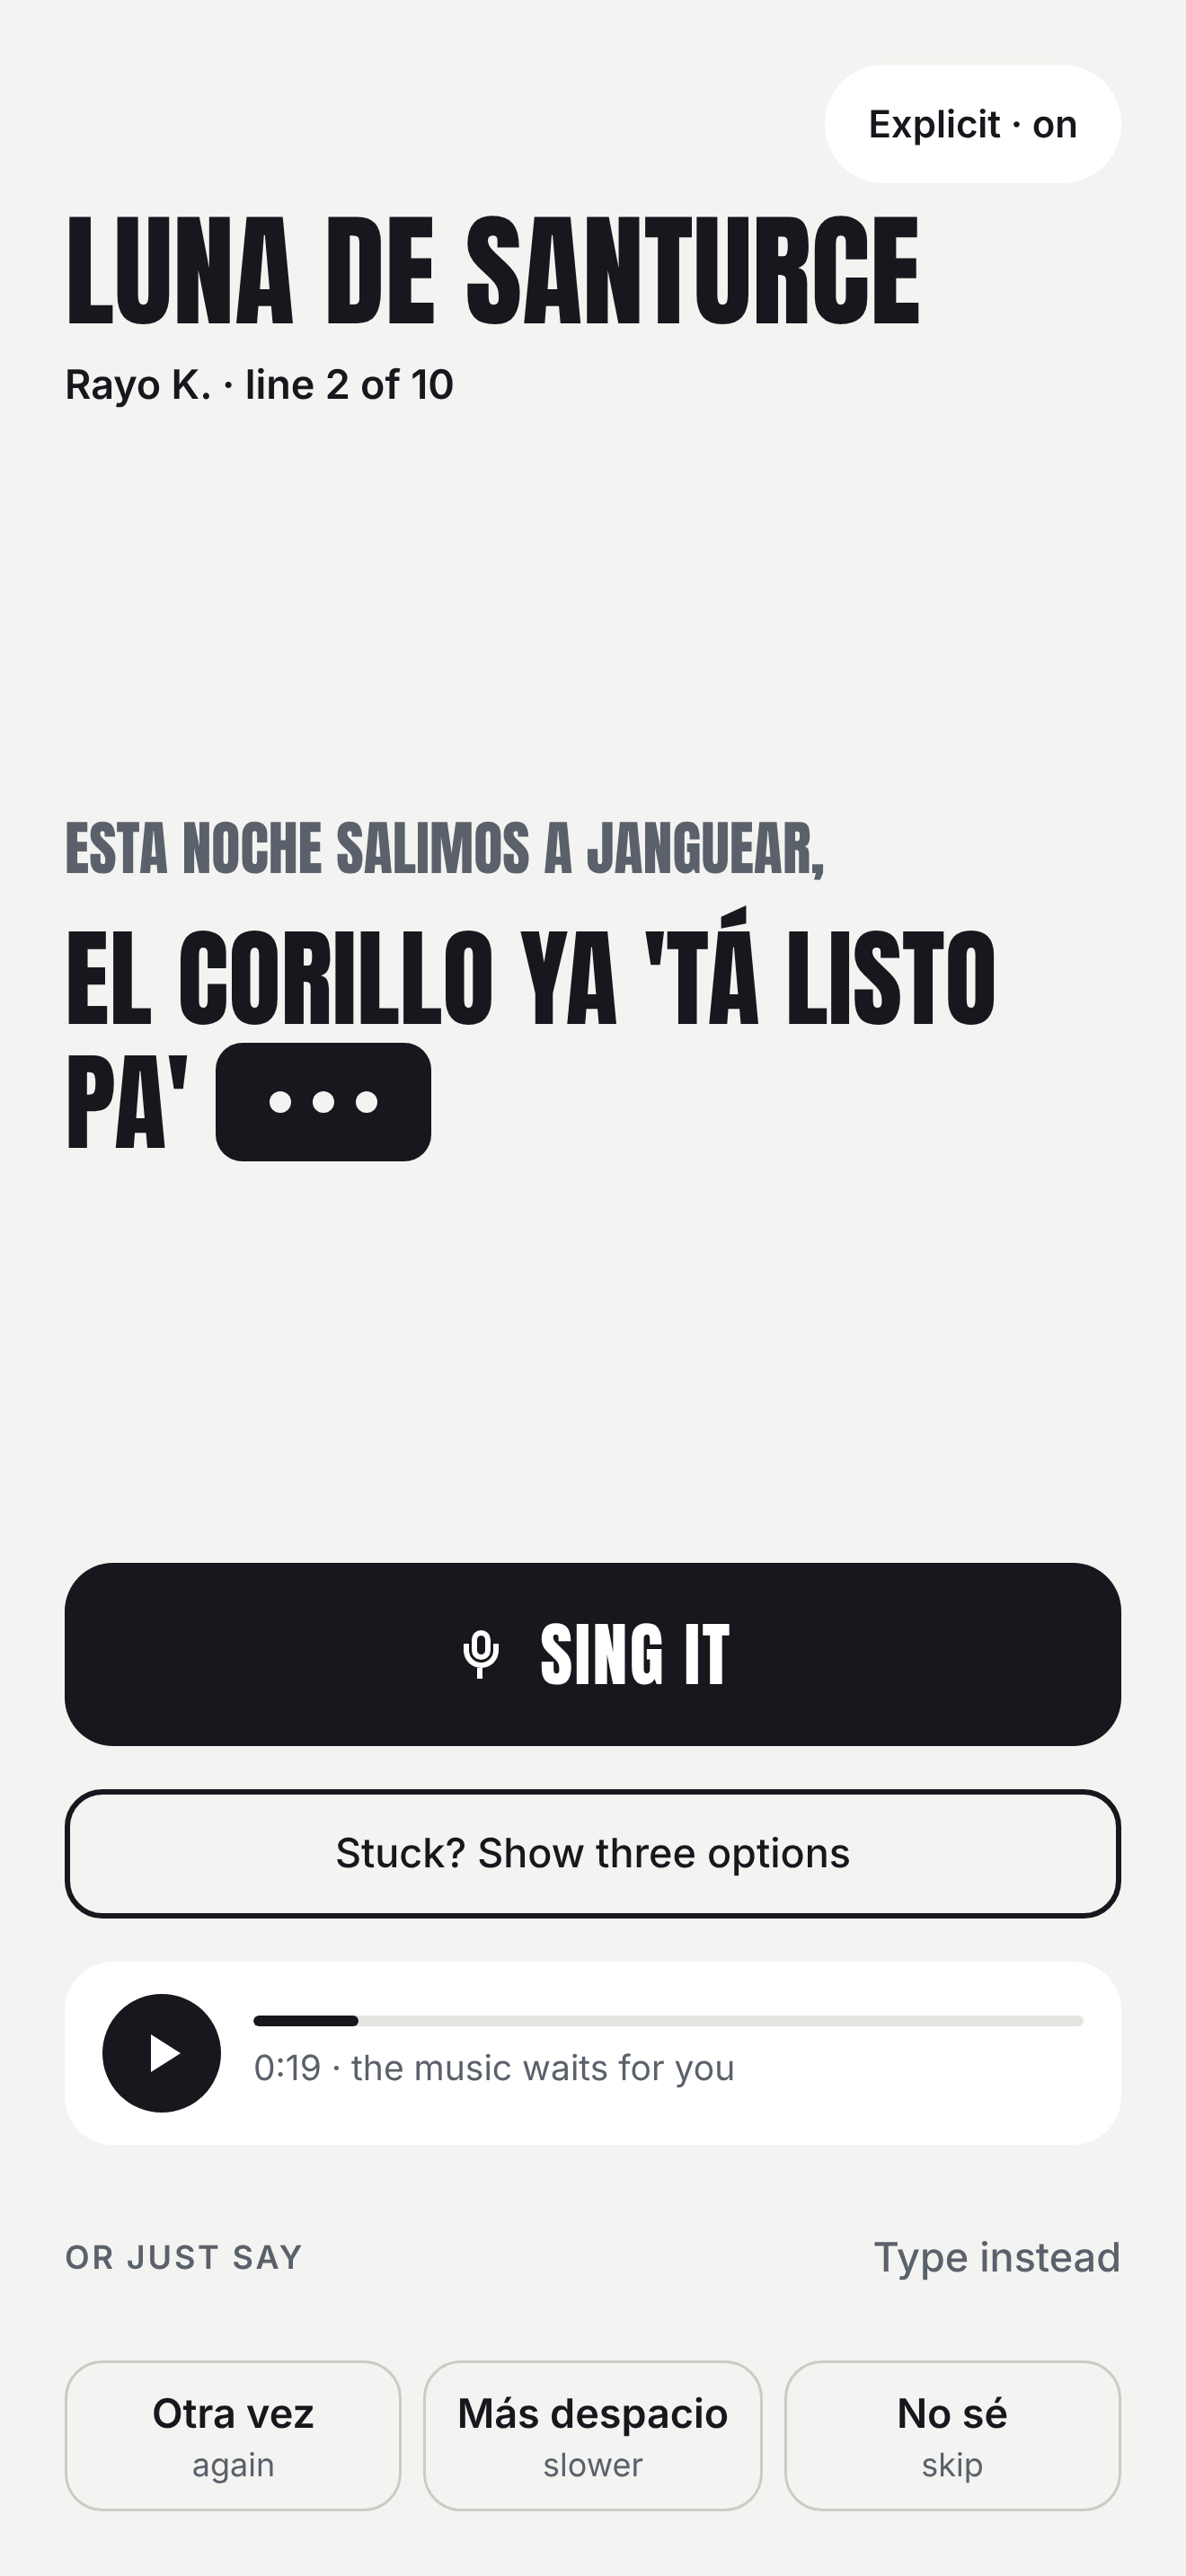 Explicit · on
LUNA DE SANTURCE
Rayo K. · line 2 of 10
ESTA NOCHE SALIMOS A JANGUEAR,
EL CORILLO YA 'TÁ LISTO
PA'
SING IT
Stuck? Show three options
0:19 · the music waits for you
OR JUST SAY
Type instead
Otra vez
again
Más despacio
slower
No sé
skip